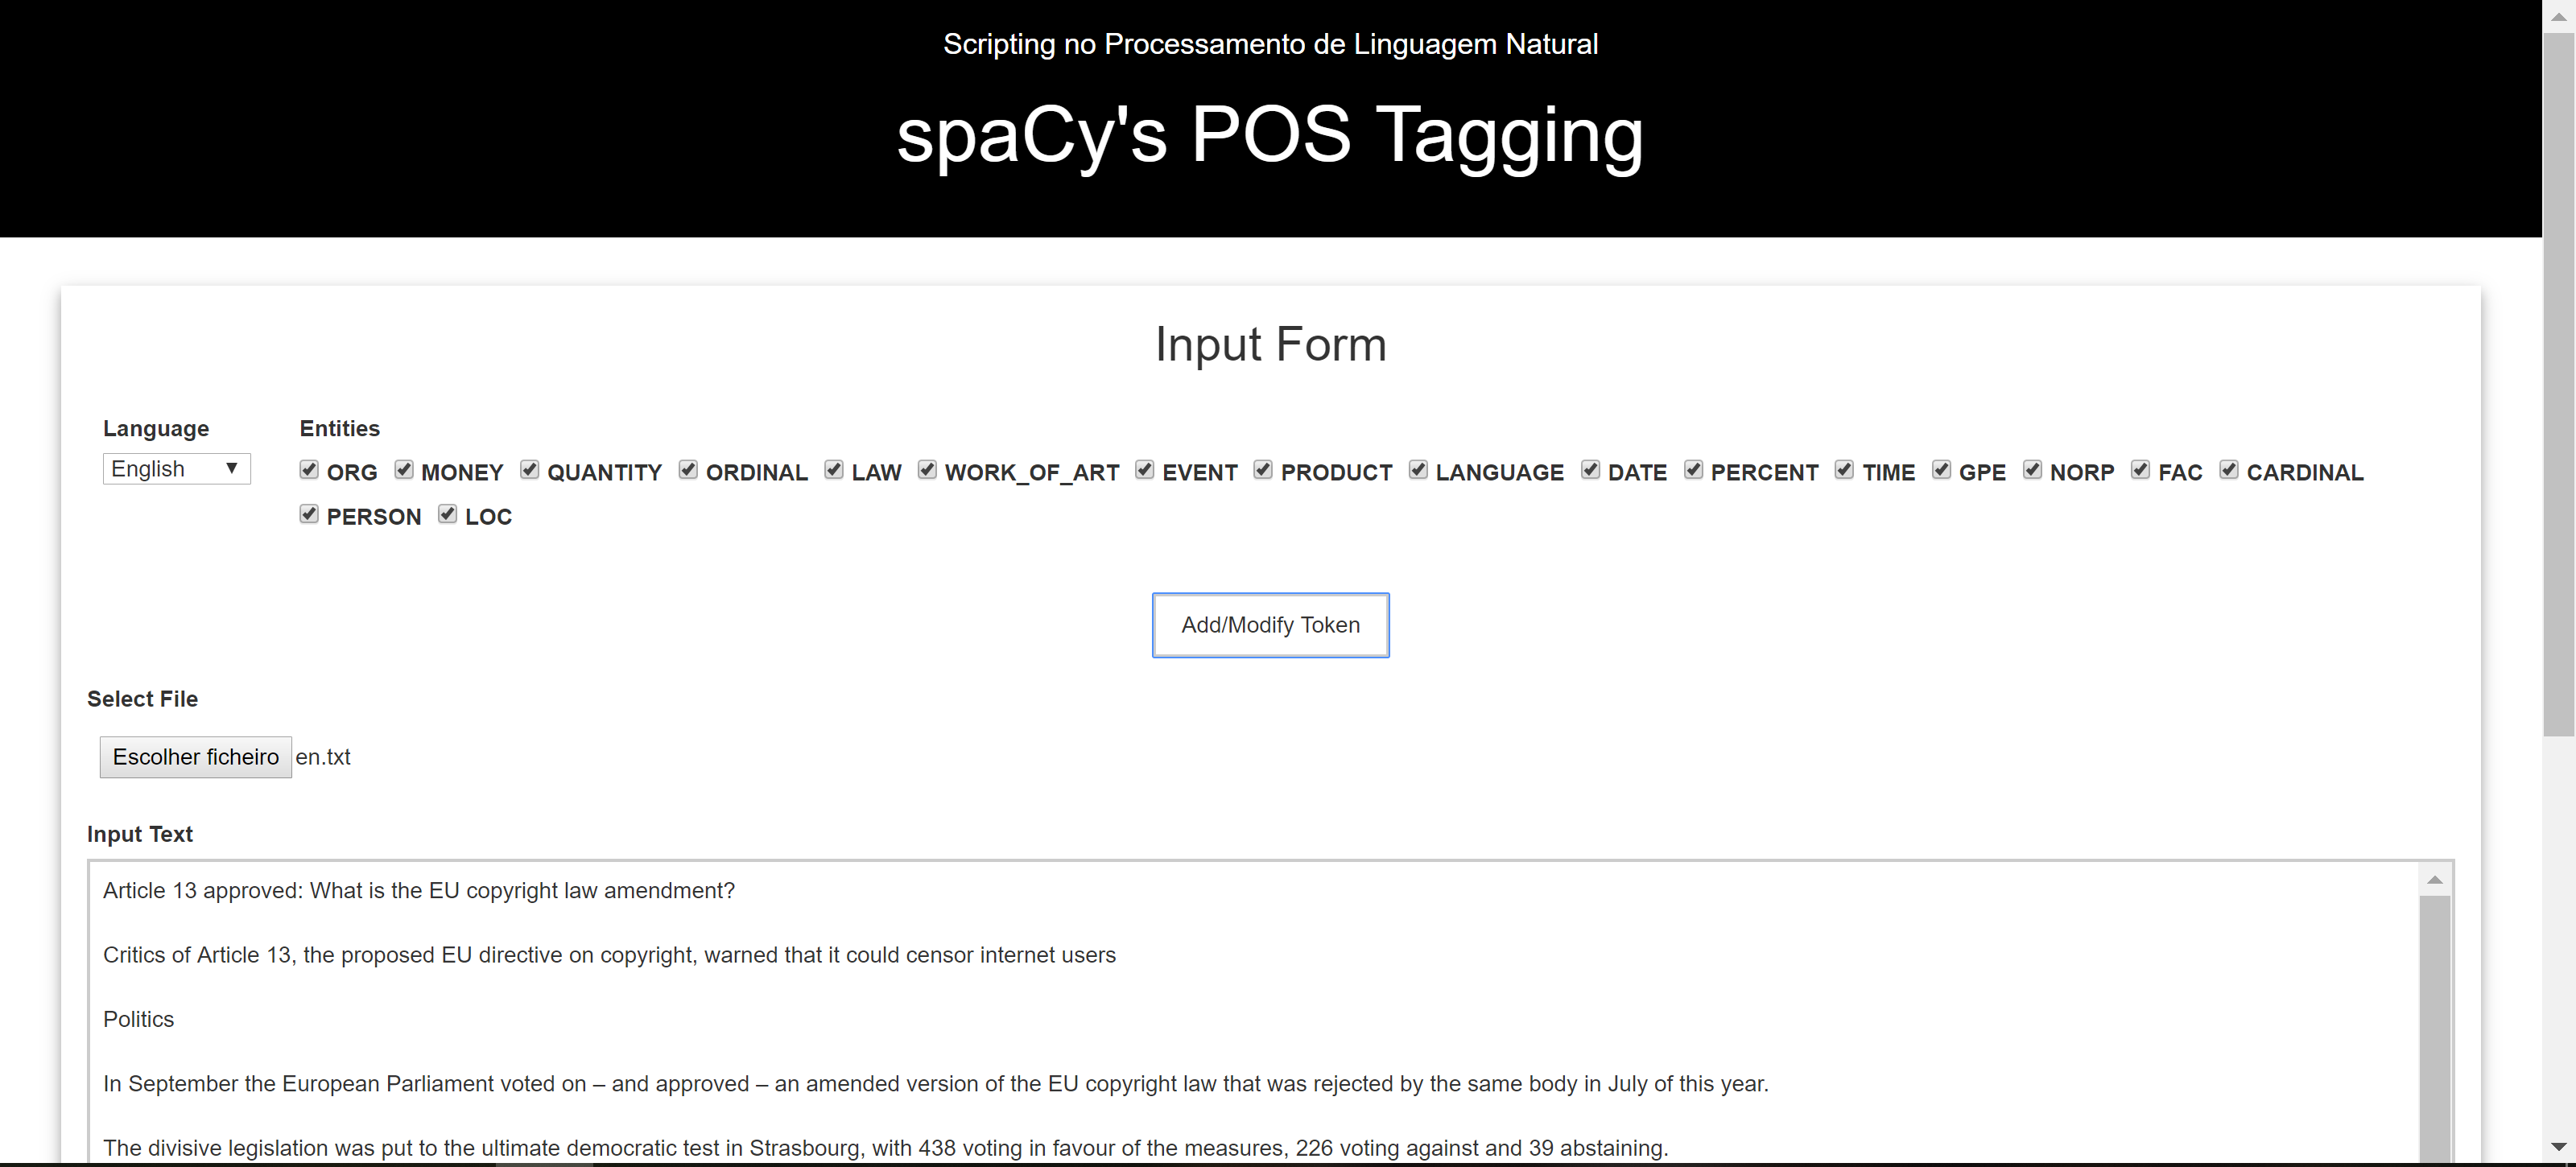 Scripting no Processamento de Linguagem Natural
spaCy's POS Tagging
Input Form
Language
Entities
English
ORG MONEY QUANTITY ORDINAL LAW WORK_OF_ART EVENT PRODUCT LANGUAGE DATE PERCENT TIME GPE NORP FAC CARDINAL
PERSON LOC
Add/Modify Token
Select File
Escolher ficheiro en.txt
Input Text
Article 13 approved: What is the EU copyright law amendment?
Critics of Article 13, the proposed EU directive on copyright, warned that it could censor internet users
Politics
In September the European Parliament voted on – and approved – an amended version of the EU copyright law that was rejected by the same body in July of this year.
The divisive legislation was put to the ultimate democratic test in Strasbourg, with 438 voting in favour of the measures, 226 voting against and 39 abstaining.